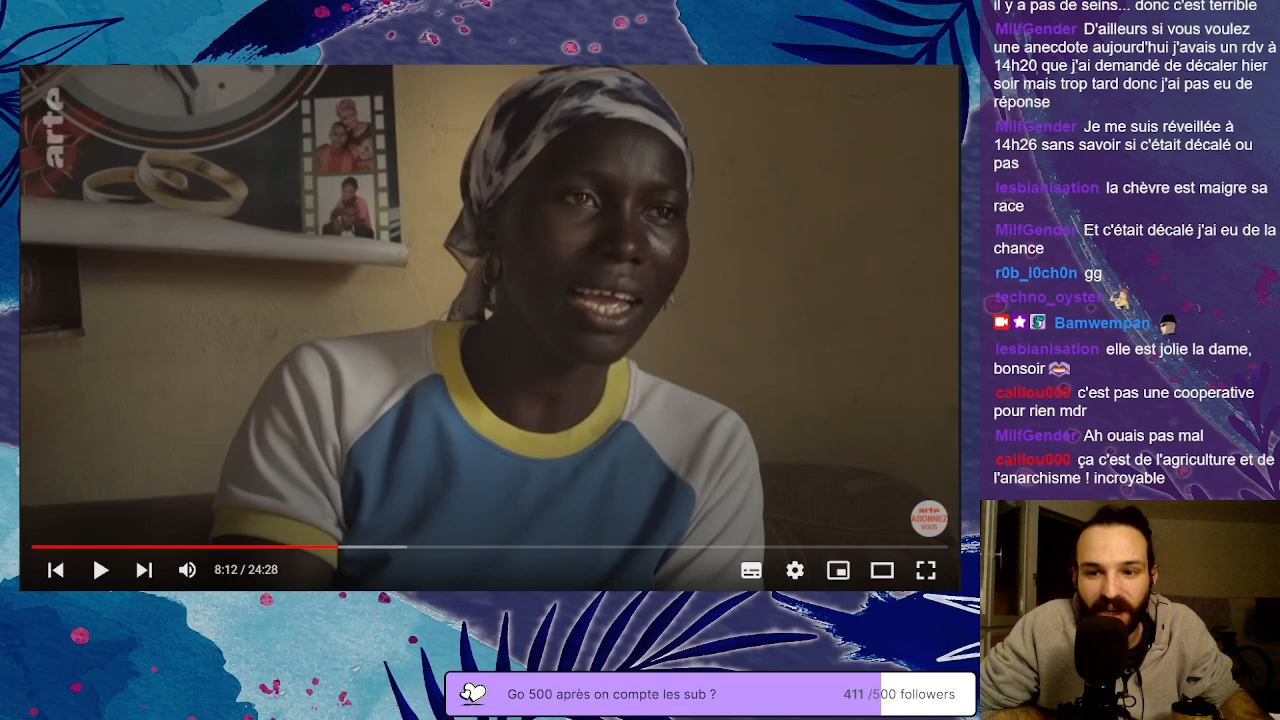 il y a pas de seins... donc c'est terrible
MilfGender D'ailleurs si vous voulez
une anecdote aujourd'hui j'avais un rdv à
14h20 que j'ai demandé de décaler hier
soir mais trop tard donc j'ai pas eu de
réponse
MilfGender Je me suis réveillée à
14h26 sans savoir si c'était décalé ou
pas
lesbianisation la chèvre est maigre sa
race
MilfGender Et c'était décalé j'ai eu de la
chance
r0b_l0ch0n gg
techno_oyster
Bamwempan
lesbianisation elle est jolie la dame,
bonsoir
caillou000 c'est pas une cooperative
pour rien mdr
MilfGender Ah ouais pas mal
caillou000 ça c'est de l'agriculture et de
l'anarchisme ! incroyable
arte
arte
ABONNEZ
VOUS
8:12 / 24:28
Go 500 après on compte les sub ?
411 /500 followers